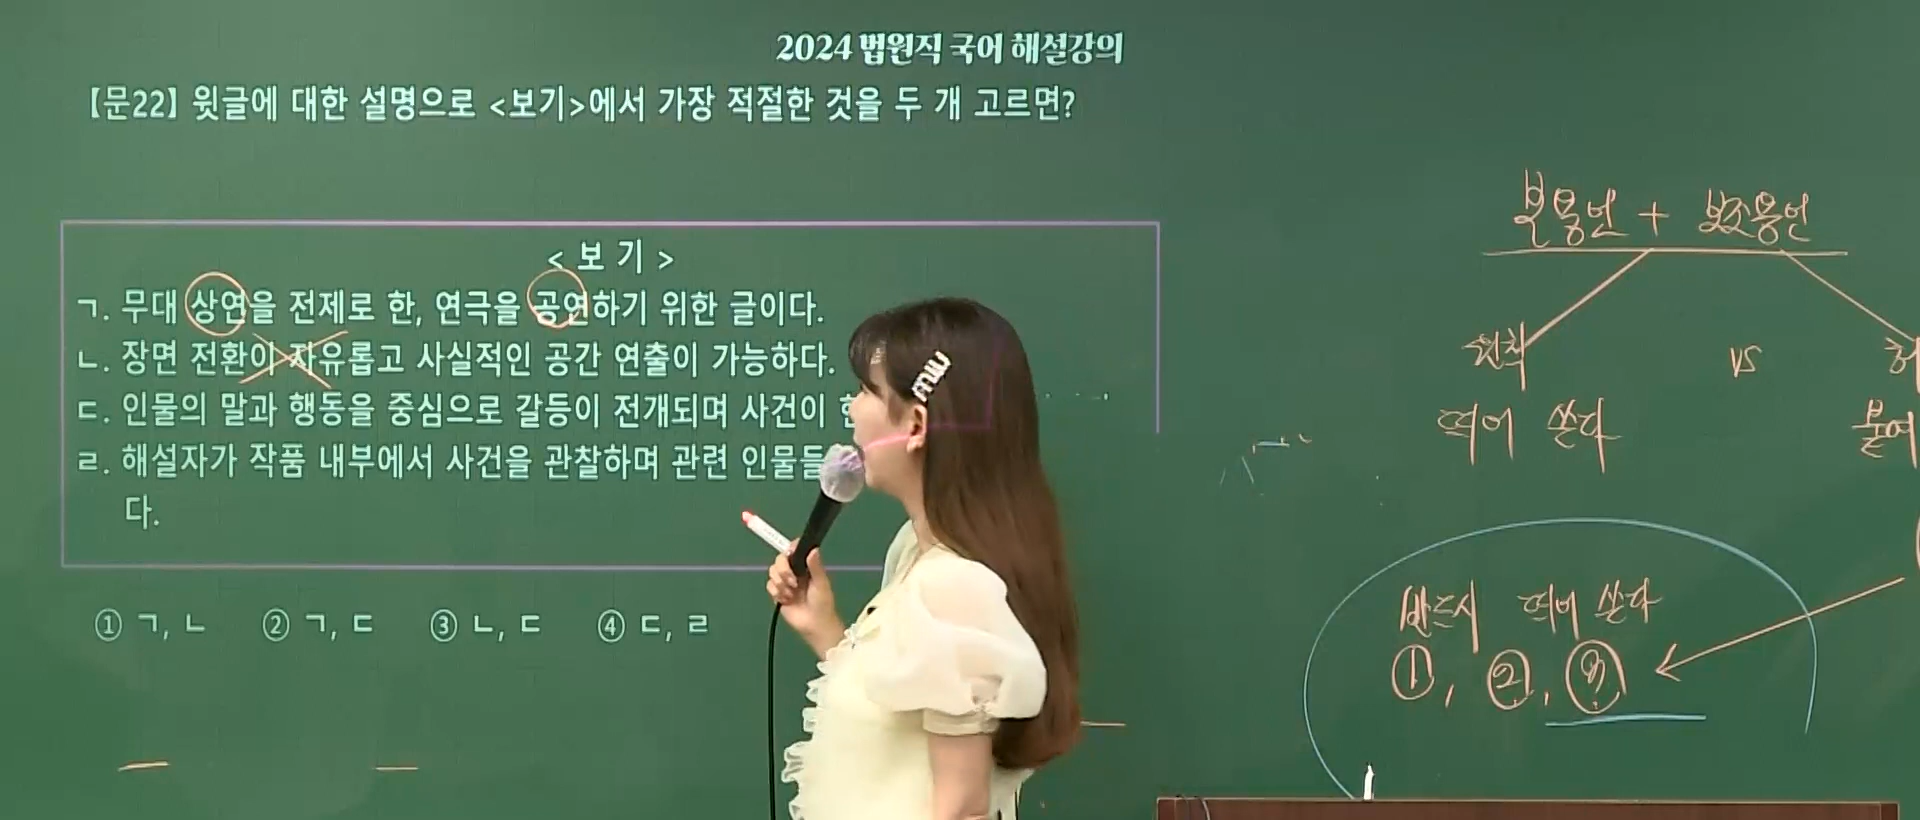 2024 법원직 국어 해설강의
【문22】 윗글에 대한 설명으로 <보기>에서 가장 적절한 것을 두 개 고르면?
< 보 기 >
ㄱ. 무대 상연을 전제로 한, 연극을 공연하기 위한 글이다.
ㄴ. 장면 전환이 자유롭고 사실적인 공간 연출이 가능하다.
ㄷ. 인물의 말과 행동을 중심으로 갈등이 전개되며 사건이
ㄹ. 해설자가 작품 내부에서 사건을 관찰하며 관련 인물들
다.
① ㄱ, ㄴ ② ㄱ, ㄷ ③ ㄴ, ㄷ ④ ㄷ, ㄹ
본용언 + 보조용언
원칙 vs 허
띄어 쓴다 붙여
반드시 띄어 쓴다
①, ②, ③